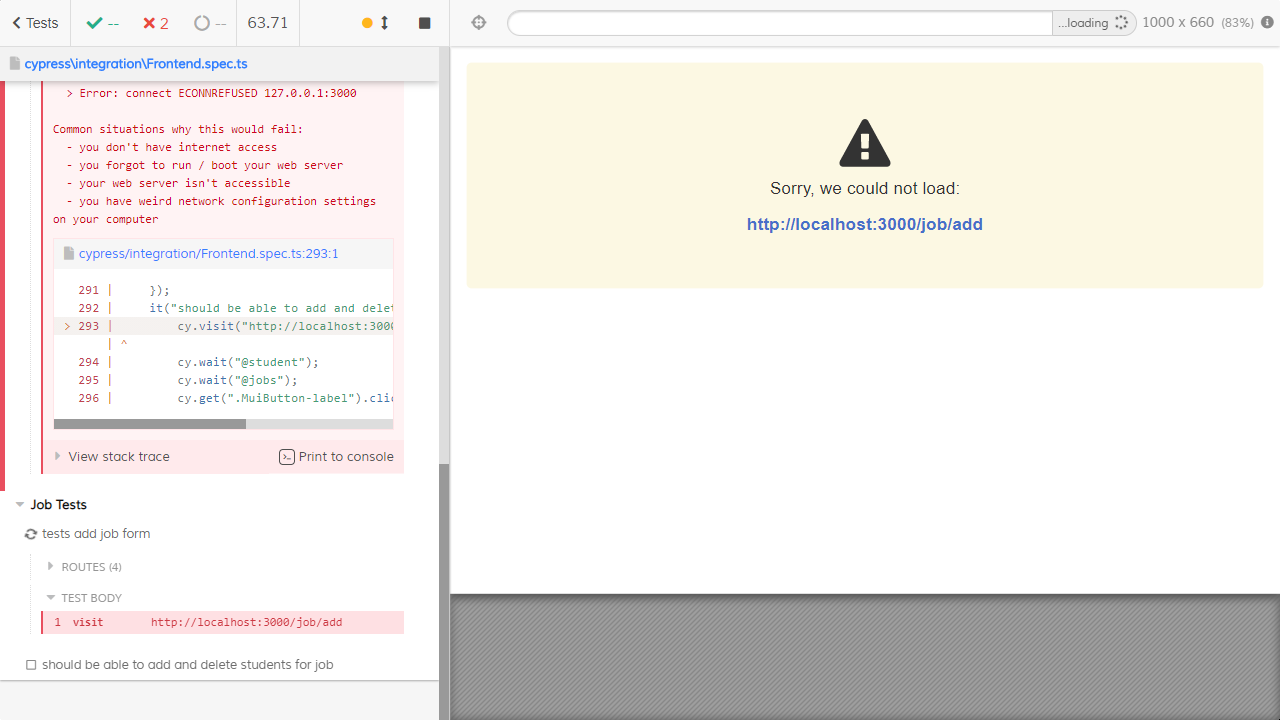 Tests -- 2 -- 63.71
...loading 1000 x 660 (83%)
cypress\integration\Frontend.spec.ts
> Error: connect ECONNREFUSED 127.0.0.1:3000
Common situations why this would fail:
- you don't have internet access
- you forgot to run / boot your web server
- your web server isn't accessible
- you have weird network configuration settings
on your computer
cypress/integration/Frontend.spec.ts:293:1
291 | });
292 | it("should be able to add and delet
> 293 | cy.visit("http://localhost:3000
| ^
294 | cy.wait("@student");
295 | cy.wait("@jobs");
296 | cy.get(".MuiButton-label").clic
View stack trace Print to console
Job Tests
tests add job form
ROUTES (4)
TEST BODY
1 visit http://localhost:3000/job/add
should be able to add and delete students for job
Sorry, we could not load:
http://localhost:3000/job/add